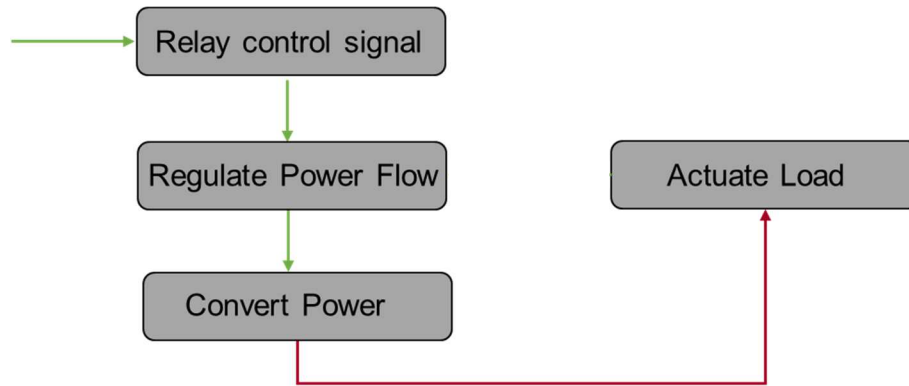 Relay control signal
Regulate Power Flow
Actuate Load
Convert Power